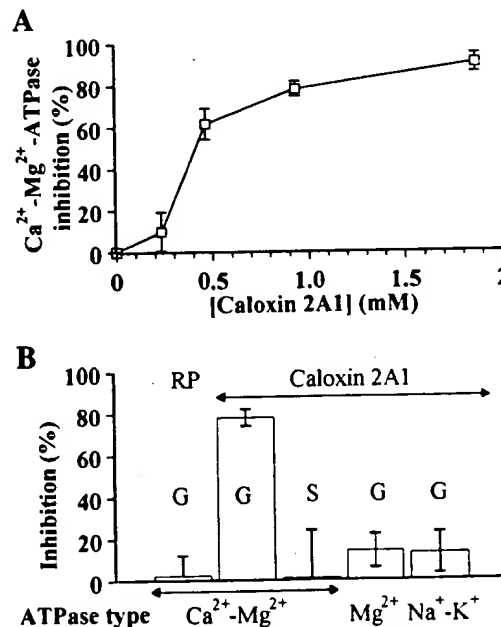 A
Ca²⁺-Mg²⁺-ATPase
inhibition (%)
100
80
60
40
20
0
0
0.5
1.0
1.5
2
[Caloxin 2A1] (mM)
B
Inhibition (%)
100
80
60
40
20
0
RP
Caloxin 2A1
G
G
S
G
G
ATPase type
Ca²⁺-Mg²⁺
Mg²⁺
Na⁺-K⁺